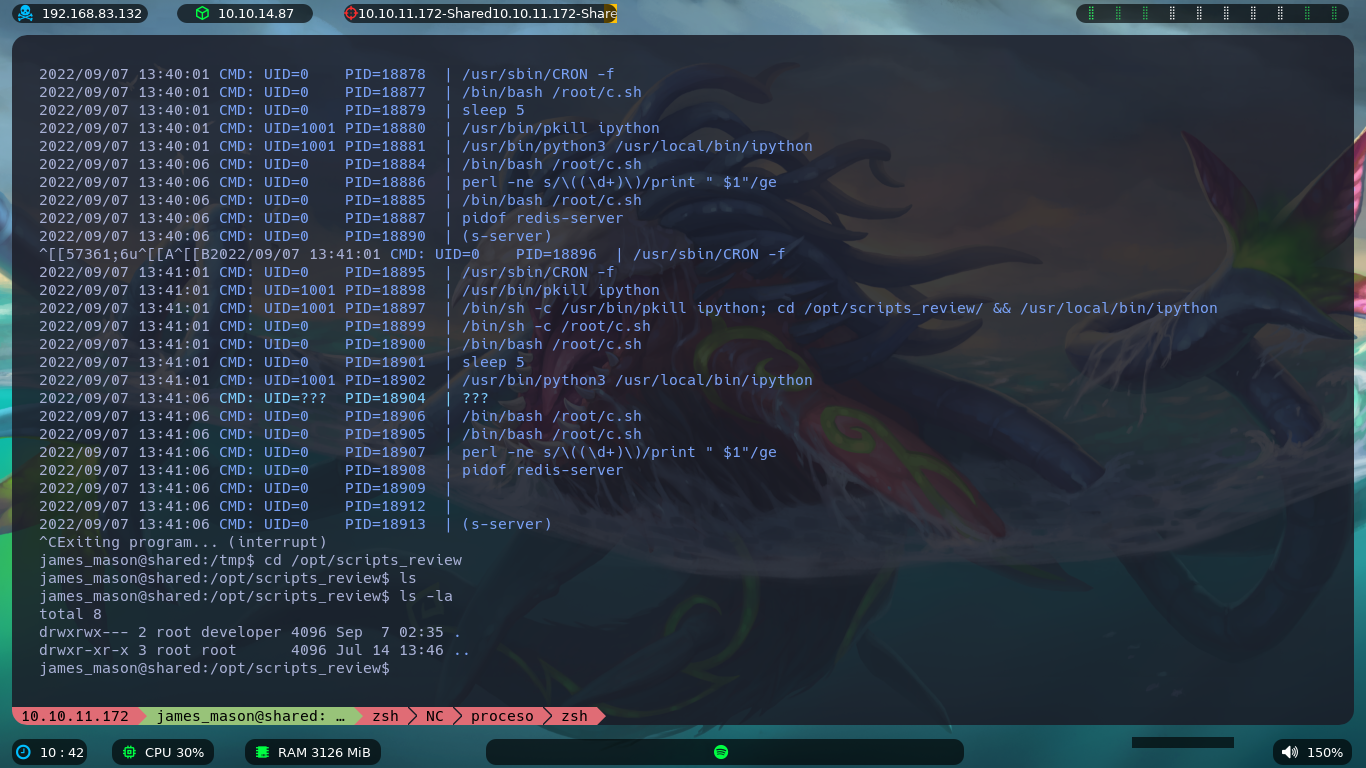 192.168.83.132 10.10.14.87 10.10.11.172-Shared10.10.11.172-Share
2022/09/07 13:40:01 CMD: UID=0    PID=18878  | /usr/sbin/CRON -f
2022/09/07 13:40:01 CMD: UID=0    PID=18877  | /bin/bash /root/c.sh
2022/09/07 13:40:01 CMD: UID=0    PID=18879  | sleep 5
2022/09/07 13:40:01 CMD: UID=1001 PID=18880  | /usr/bin/pkill ipython
2022/09/07 13:40:01 CMD: UID=1001 PID=18881  | /usr/bin/python3 /usr/local/bin/ipython
2022/09/07 13:40:06 CMD: UID=0    PID=18884  | /bin/bash /root/c.sh
2022/09/07 13:40:06 CMD: UID=0    PID=18886  | perl -ne s/\((\d+)\)/print " $1"/ge
2022/09/07 13:40:06 CMD: UID=0    PID=18885  | /bin/bash /root/c.sh
2022/09/07 13:40:06 CMD: UID=0    PID=18887  | pidof redis-server
2022/09/07 13:40:06 CMD: UID=0    PID=18890  | (s-server)
^[[57361;6u^[[A^[[B2022/09/07 13:41:01 CMD: UID=0    PID=18896  | /usr/sbin/CRON -f
2022/09/07 13:41:01 CMD: UID=0    PID=18895  | /usr/sbin/CRON -f
2022/09/07 13:41:01 CMD: UID=1001 PID=18898  | /usr/bin/pkill ipython
2022/09/07 13:41:01 CMD: UID=1001 PID=18897  | /bin/sh -c /usr/bin/pkill ipython; cd /opt/scripts_review/ && /usr/local/bin/ipython
2022/09/07 13:41:01 CMD: UID=0    PID=18899  | /bin/sh -c /root/c.sh
2022/09/07 13:41:01 CMD: UID=0    PID=18900  | /bin/bash /root/c.sh
2022/09/07 13:41:01 CMD: UID=0    PID=18901  | sleep 5
2022/09/07 13:41:01 CMD: UID=1001 PID=18902  | /usr/bin/python3 /usr/local/bin/ipython
2022/09/07 13:41:06 CMD: UID=???  PID=18904  | ???
2022/09/07 13:41:06 CMD: UID=0    PID=18906  | /bin/bash /root/c.sh
2022/09/07 13:41:06 CMD: UID=0    PID=18905  | /bin/bash /root/c.sh
2022/09/07 13:41:06 CMD: UID=0    PID=18907  | perl -ne s/\((\d+)\)/print " $1"/ge
2022/09/07 13:41:06 CMD: UID=0    PID=18908  | pidof redis-server
2022/09/07 13:41:06 CMD: UID=0    PID=18909  |
2022/09/07 13:41:06 CMD: UID=0    PID=18912  |
2022/09/07 13:41:06 CMD: UID=0    PID=18913  | (s-server)
^CExiting program... (interrupt)
james_mason@shared:/tmp$ cd /opt/scripts_review
james_mason@shared:/opt/scripts_review$ ls
james_mason@shared:/opt/scripts_review$ ls -la
total 8
drwxrwx--- 2 root developer 4096 Sep  7 02:35 .
drwxr-xr-x 3 root root      4096 Jul 14 13:46 ..
james_mason@shared:/opt/scripts_review$
10.10.11.172 james_mason@shared: … zsh NC proceso zsh
10 : 42 CPU 30% RAM 3126 MiB 150%